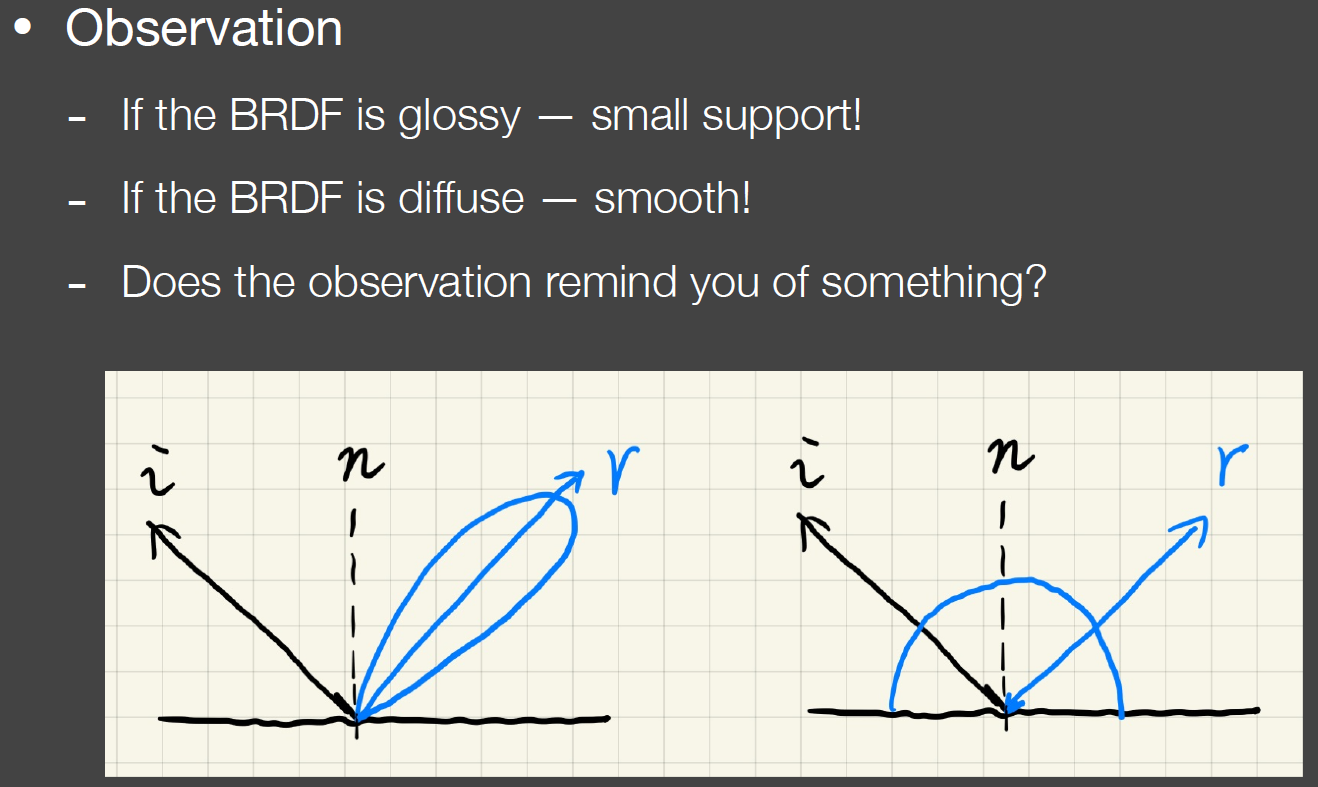 • Observation
- If the BRDF is glossy — small support!
- If the BRDF is diffuse — smooth!
- Does the observation remind you of something?
i n r i n r